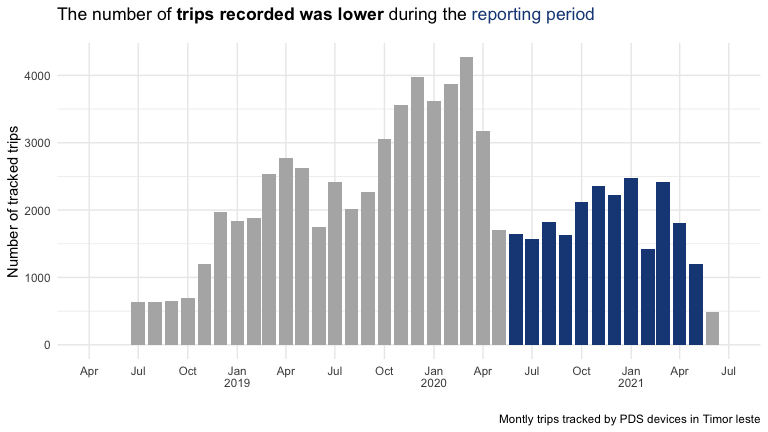 The number of trips recorded was lower during the reporting period
Number of tracked trips
4000
3000
2000
1000
0
Apr Jul Oct Jan Apr Jul Oct Jan Apr Jul Oct Jan Apr Jul
2019 2020 2021
Montly trips tracked by PDS devices in Timor leste